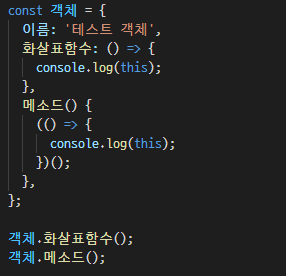 const 객체 = {
  이름: '테스트 객체',
  화살표함수: () => {
    console.log(this);
  },
  메소드() {
    (() => {
      console.log(this);
    })();
  },
};

객체.화살표함수();
객체.메소드();